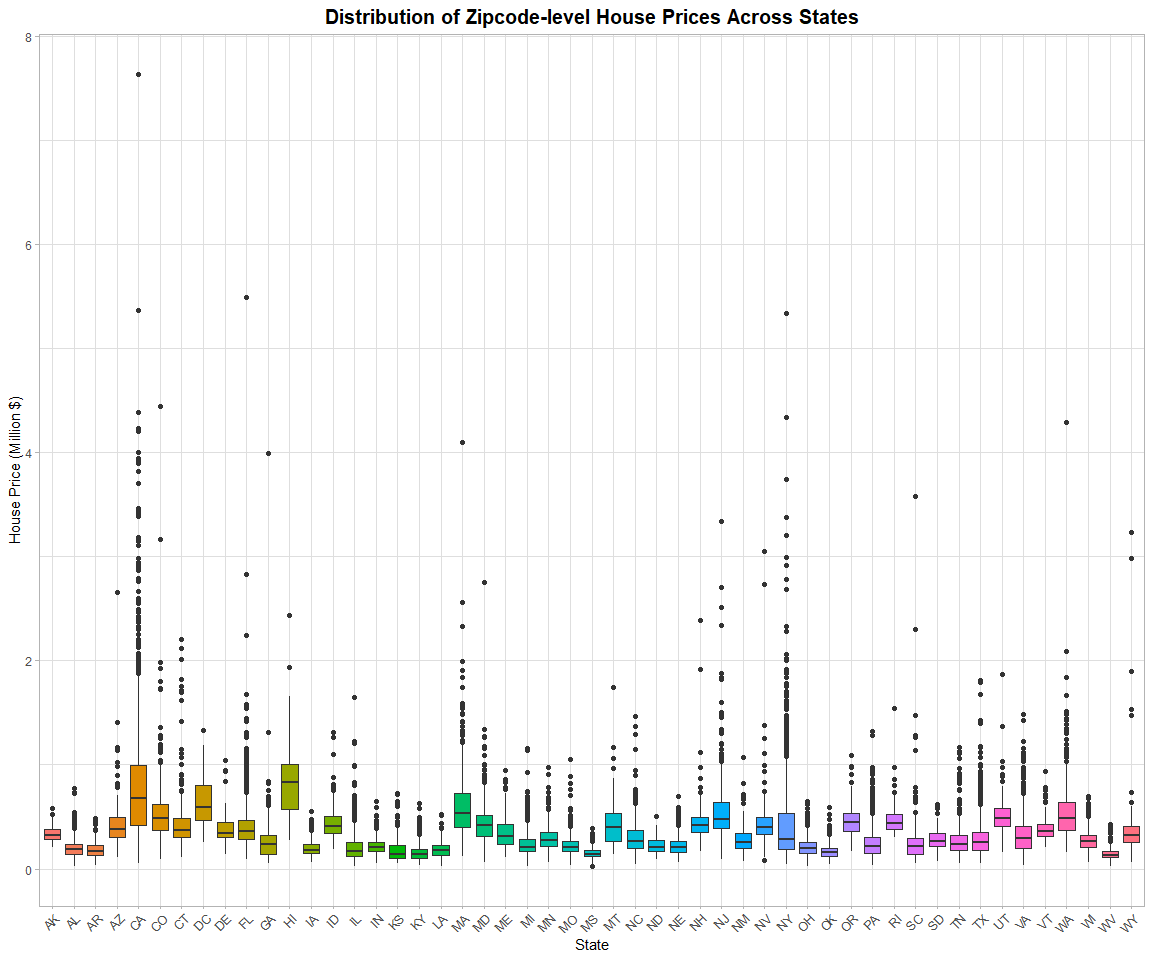 Distribution of Zipcode-level House Prices Across States
8
6
4
2
0
House Price (Million $)
AK AL AR AZ CA CO CT DC DE FL GA HI IA ID IL IN KS KY LA MA MD ME MI MN MO MS MT NC ND NE NH NJ NM NV NY OH OK OR PA RI SC SD TN TX UT VA VT WA WI WV WY
State